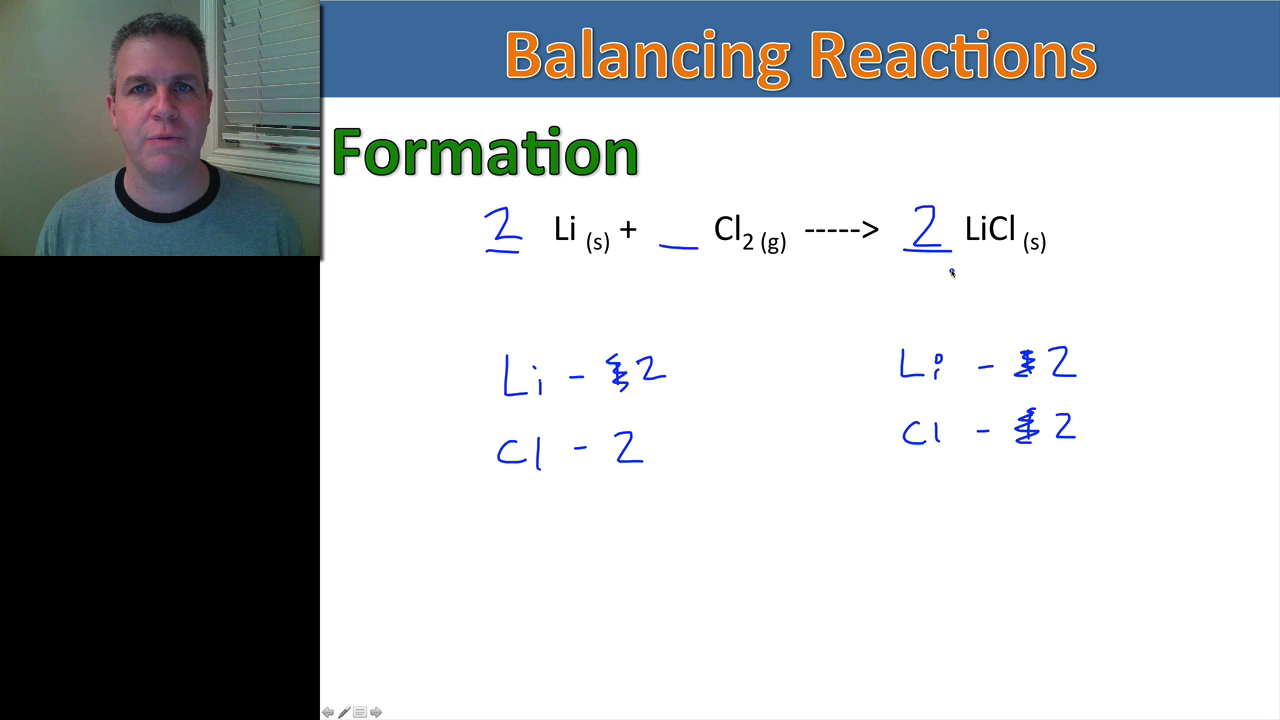 Balancing Reactions
Formation
2 Li (s) + __ Cl2 (g) -----> 2 LiCl (s)
Li - 2 Li - 2
Cl - 2 Cl - 2